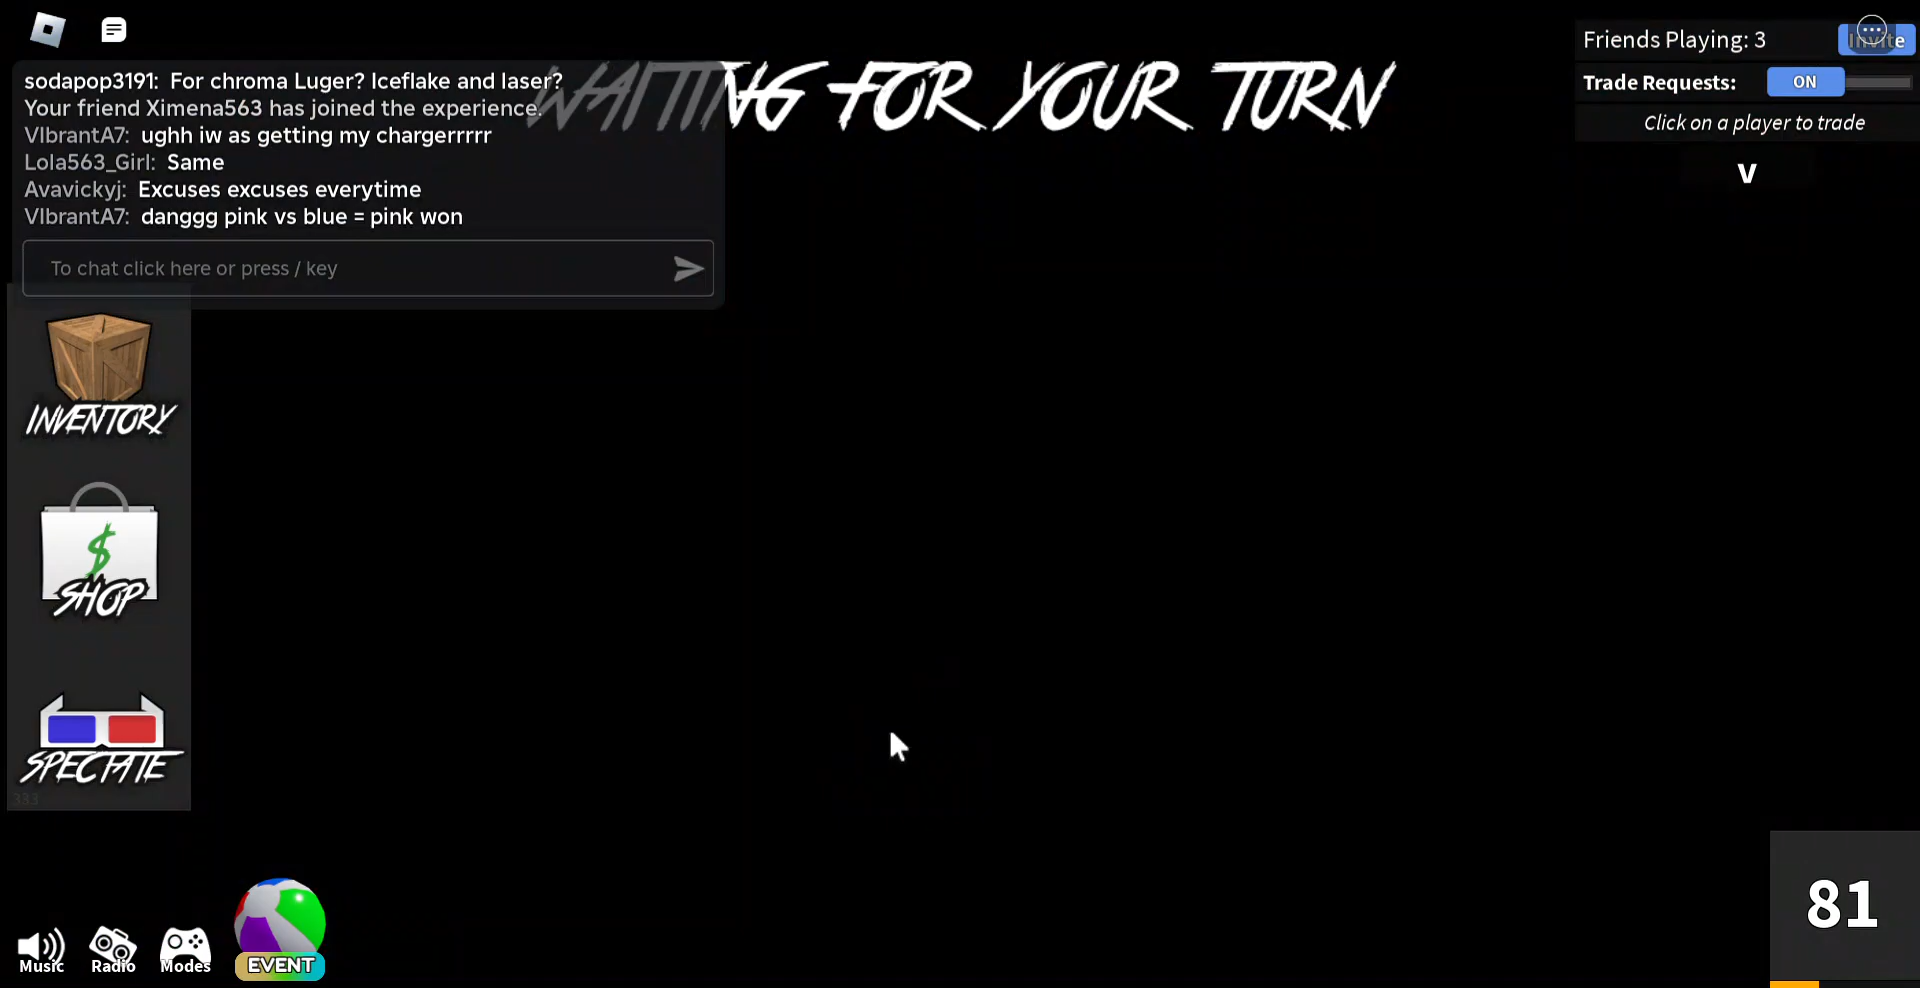 WAITING FOR YOUR TURN
sodapop3191: For chroma Luger? Iceflake and laser?
Your friend Ximena563 has joined the experience.
VIbrantA7: ughh iw as getting my chargerrrrr
Lola563_Girl: Same
Avavickyj: Excuses excuses everytime
VIbrantA7: danggg pink vs blue = pink won
To chat click here or press / key
Friends Playing: 3
Invite
Trade Requests: ON
Click on a player to trade
V
INVENTORY
$
SHOP
SPECTATE
333
Music
Radio
Modes
EVENT
81